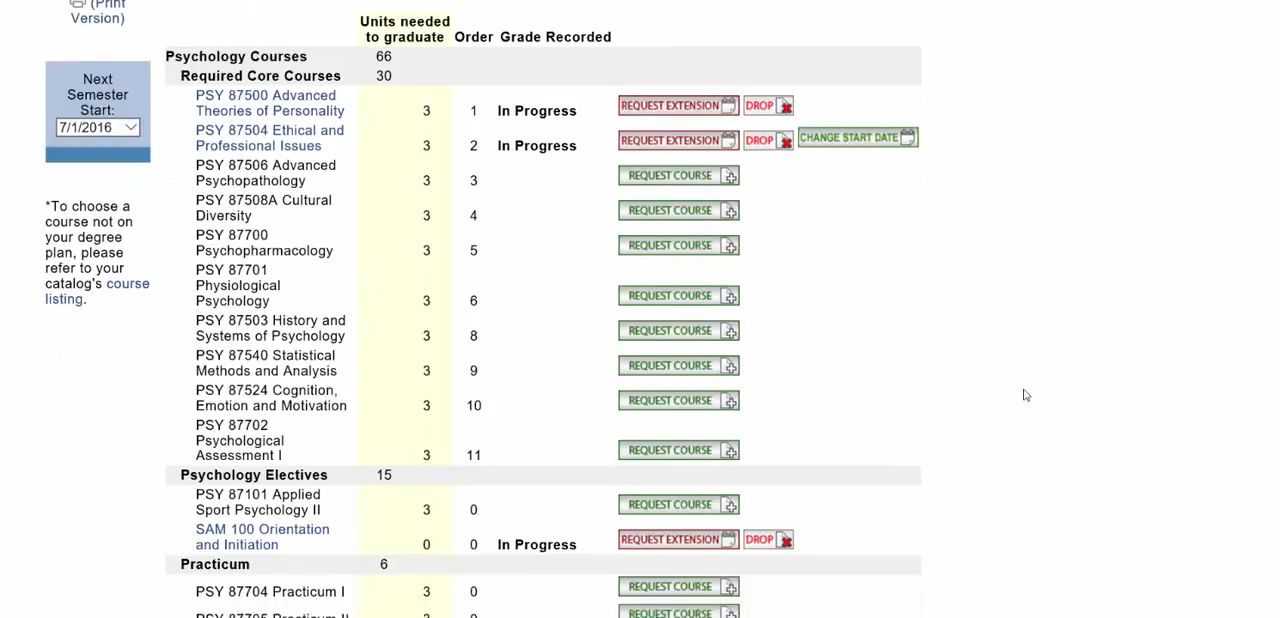 (Print
Version)
Units needed
to graduate Order Grade Recorded
Psychology Courses 66
Required Core Courses 30
Next
Semester
Start:
7/1/2016
PSY 87500 Advanced
Theories of Personality 3 1 In Progress REQUEST EXTENSION DROP
PSY 87504 Ethical and
Professional Issues 3 2 In Progress REQUEST EXTENSION DROP CHANGE START DATE
PSY 87506 Advanced
Psychopathology 3 3 REQUEST COURSE
PSY 87508A Cultural
Diversity 3 4 REQUEST COURSE
*To choose a
course not on
your degree
plan, please
refer to your
catalog's course
listing.
PSY 87700
Psychopharmacology 3 5 REQUEST COURSE
PSY 87701
Physiological
Psychology 3 6 REQUEST COURSE
PSY 87503 History and
Systems of Psychology 3 8 REQUEST COURSE
PSY 87540 Statistical
Methods and Analysis 3 9 REQUEST COURSE
PSY 87524 Cognition,
Emotion and Motivation 3 10 REQUEST COURSE
PSY 87702
Psychological
Assessment I 3 11 REQUEST COURSE
Psychology Electives 15
PSY 87101 Applied
Sport Psychology II 3 0 REQUEST COURSE
SAM 100 Orientation
and Initiation 0 0 In Progress REQUEST EXTENSION DROP
Practicum 6
PSY 87704 Practicum I 3 0 REQUEST COURSE
REQUEST COURSE